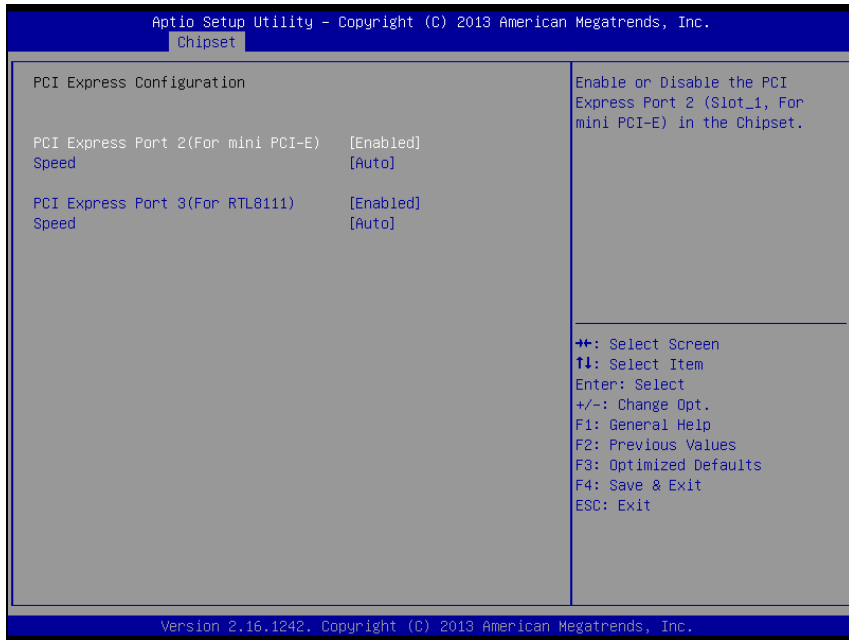 Aptio Setup Utility – Copyright (C) 2013 American Megatrends, Inc.
Chipset
PCI Express Configuration
PCI Express Port 2(For mini PCI-E) [Enabled]
Speed [Auto]
PCI Express Port 3(For RTL8111) [Enabled]
Speed [Auto]
Enable or Disable the PCI
Express Port 2 (Slot_1, For
mini PCI-E) in the Chipset.
→←: Select Screen
↑↓: Select Item
Enter: Select
+/-: Change Opt.
F1: General Help
F2: Previous Values
F3: Optimized Defaults
F4: Save & Exit
ESC: Exit
Version 2.16.1242. Copyright (C) 2013 American Megatrends, Inc.